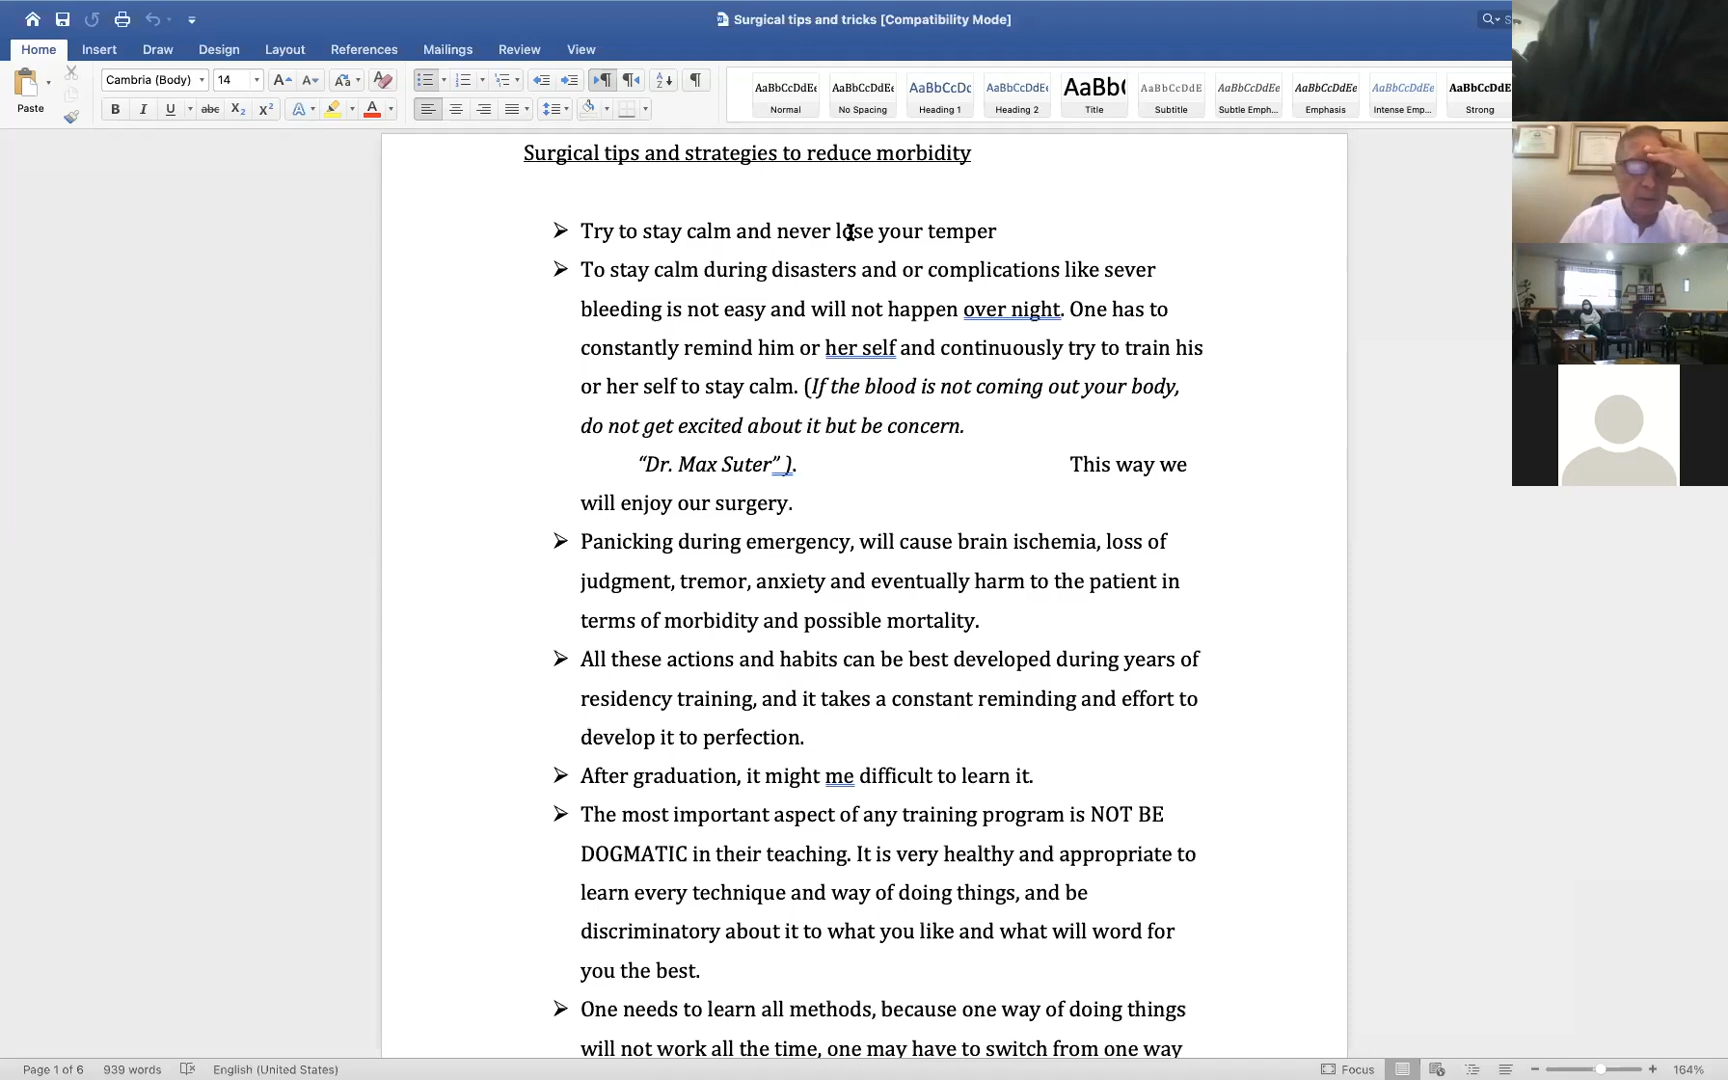 Surgical tips and tricks [Compatibility Mode]
Home Insert Draw Design Layout References Mailings Review View
Cambria (Body) 14
Paste
AaBbCcDdEe AaBbCcDdEe AaBbCcDc AaBbCcDdEe AaBb( AaBbCcDdE AaBbCcDdEe AaBbCcDdEe AaBbCcDdEe AaBbCcDdEe
Normal No Spacing Heading 1 Heading 2 Title Subtitle Subtle Emph... Emphasis Intense Emp... Strong
Surgical tips and strategies to reduce morbidity
➢ Try to stay calm and never lose your temper
➢ To stay calm during disasters and or complications like sever
bleeding is not easy and will not happen over night. One has to
constantly remind him or her self and continuously try to train his
or her self to stay calm. (If the blood is not coming out your body,
do not get excited about it but be concern.
“Dr. Max Suter” ). This way we
will enjoy our surgery.
➢ Panicking during emergency, will cause brain ischemia, loss of
judgment, tremor, anxiety and eventually harm to the patient in
terms of morbidity and possible mortality.
➢ All these actions and habits can be best developed during years of
residency training, and it takes a constant reminding and effort to
develop it to perfection.
➢ After graduation, it might me difficult to learn it.
➢ The most important aspect of any training program is NOT BE
DOGMATIC in their teaching. It is very healthy and appropriate to
learn every technique and way of doing things, and be
discriminatory about it to what you like and what will word for
you the best.
➢ One needs to learn all methods, because one way of doing things
will not work all the time, one may have to switch from one way
Page 1 of 6 939 words English (United States) Focus 164%